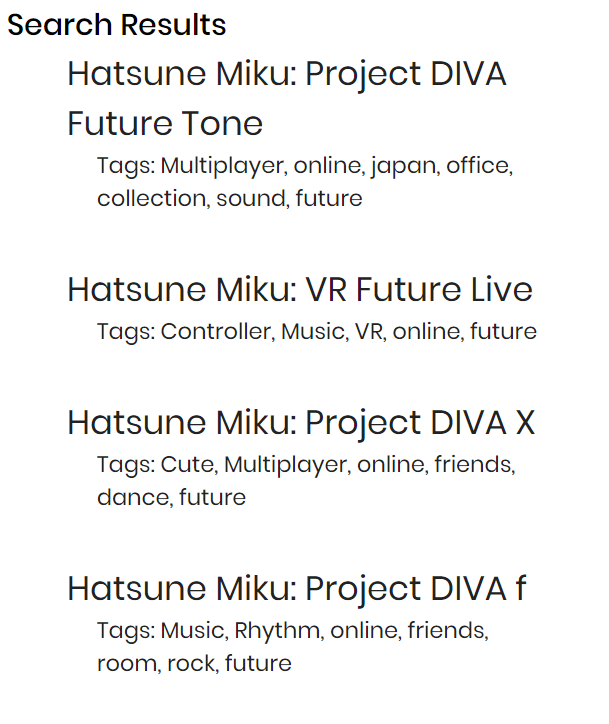 Search Results
Hatsune Miku: Project DIVA
Future Tone
Tags: Multiplayer, online, japan, office,
collection, sound, future
Hatsune Miku: VR Future Live
Tags: Controller, Music, VR, online, future
Hatsune Miku: Project DIVA X
Tags: Cute, Multiplayer, online, friends,
dance, future
Hatsune Miku: Project DIVA f
Tags: Music, Rhythm, online, friends,
room, rock, future